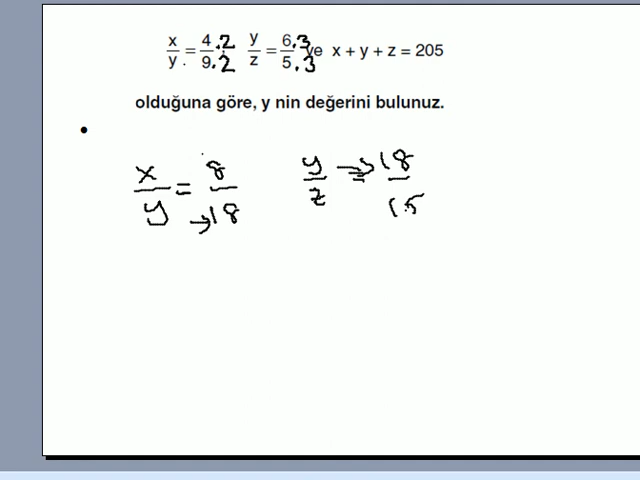 x/y = 4.2/9.2 y/z = 6.3/5.3 ve x + y + z = 205
olduğuna göre, y nin değerini bulunuz.
x/y = 8/→18 y/z →→ 18/15